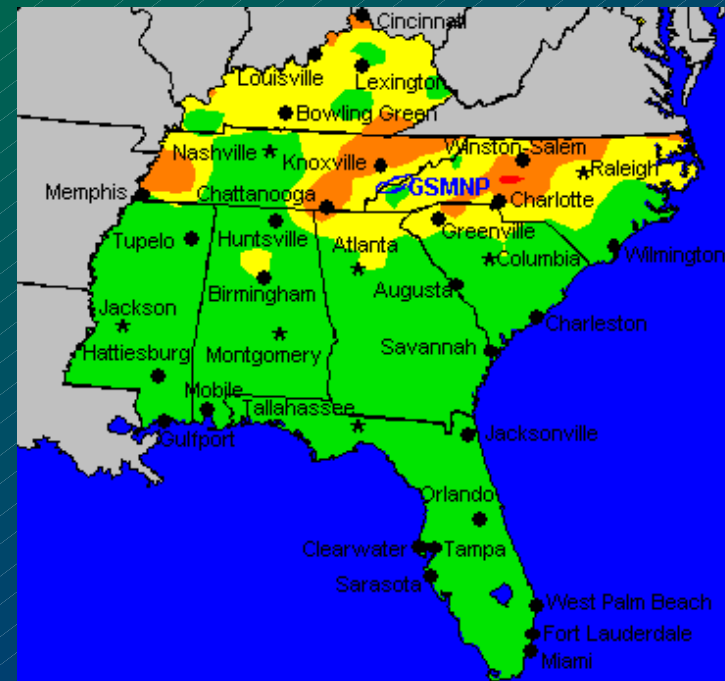 Cincinnati
Louisville
Lexington
Bowling Green
Nashville
Knoxville
Winston-Salem
Raleigh
GSMNP
Memphis
Chattanooga
Charlotte
Tupelo
Huntsville
Atlanta
Greenville
Columbia
Wilmington
Birmingham
Augusta
Jackson
Charleston
Hattiesburg
Montgomery
Savannah
Mobile
Tallahassee
Gulfport
Jacksonville
Orlando
Clearwater
Tampa
Sarasota
West Palm Beach
Fort Lauderdale
Miami